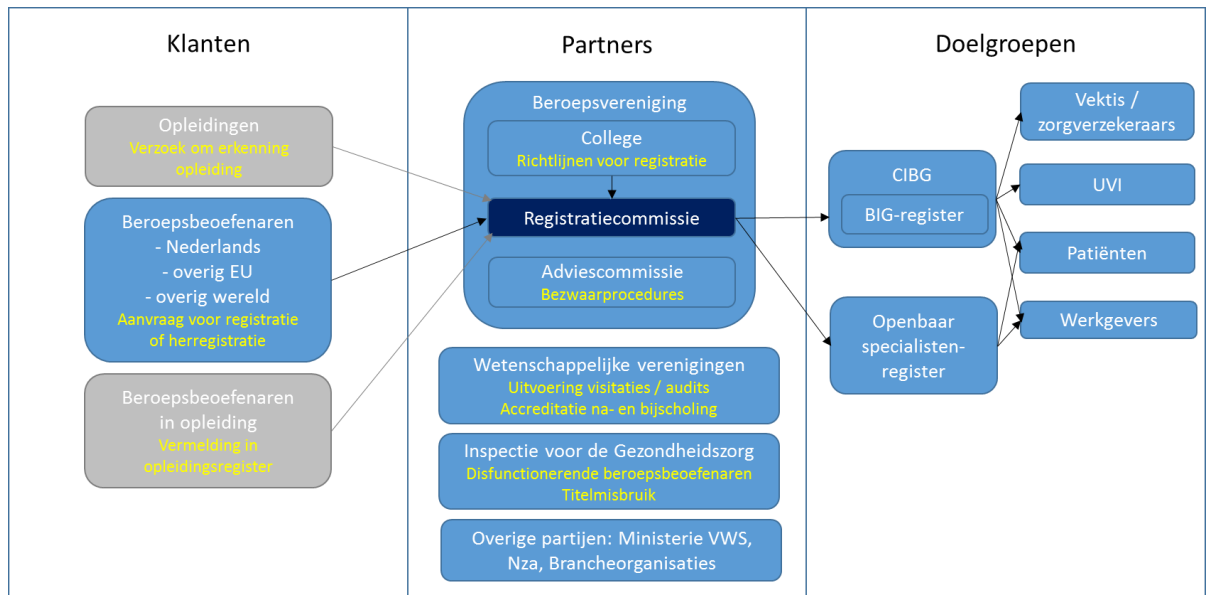 Klanten
Opleidingen
Verzoek om erkenning
opleiding
Beroepsbeoefenaren
- Nederlands
- overig EU
- overig wereld
Aanvraag voor registratie
of herregistratie
Beroepsbeoefenaren
in opleiding
Vermelding in
opleidingsregister
Partners
Beroepsvereniging
College
Richtlijnen voor registratie
Registratiecommissie
Adviescommissie
Bezwaarprocedures
Wetenschappelijke verenigingen
Uitvoering visitaties / audits
Accreditatie na- en bijscholing
Inspectie voor de Gezondheidszorg
Disfunctionerende beroepsbeoefenaren
Titelmisbruik
Overige partijen: Ministerie VWS,
Nza, Brancheorganisaties
Doelgroepen
CIBG
BIG-register
Openbaar
specialisten-
register
Vektis /
zorgverzekeraars
UVI
Patiënten
Werkgevers